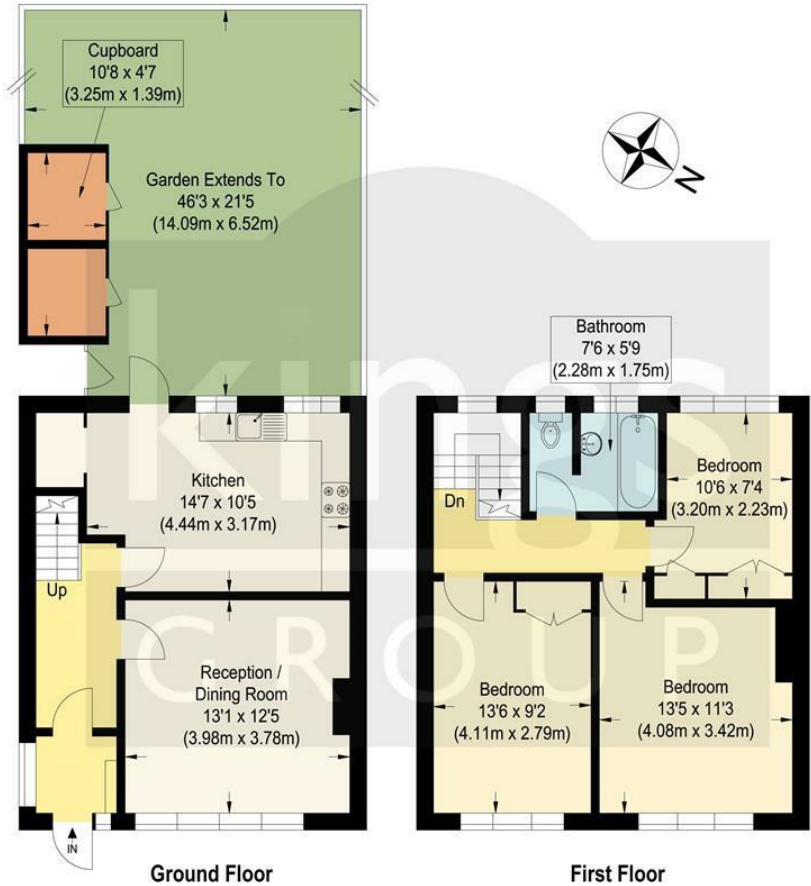 Cupboard
10'8 x 4'7
(3.25m x 1.39m)
Garden Extends To
46'3 x 21'5
(14.09m x 6.52m)
N
Bathroom
7'6 x 5'9
(2.28m x 1.75m)
kings
GROUP
Kitchen
14'7 x 10'5
(4.44m x 3.17m)
Up
Reception /
Dining Room
13'1 x 12'5
(3.98m x 3.78m)
IN
Dn
Bedroom
10'6 x 7'4
(3.20m x 2.23m)
Bedroom
13'6 x 9'2
(4.11m x 2.79m)
Bedroom
13'5 x 11'3
(4.08m x 3.42m)
Ground Floor
First Floor